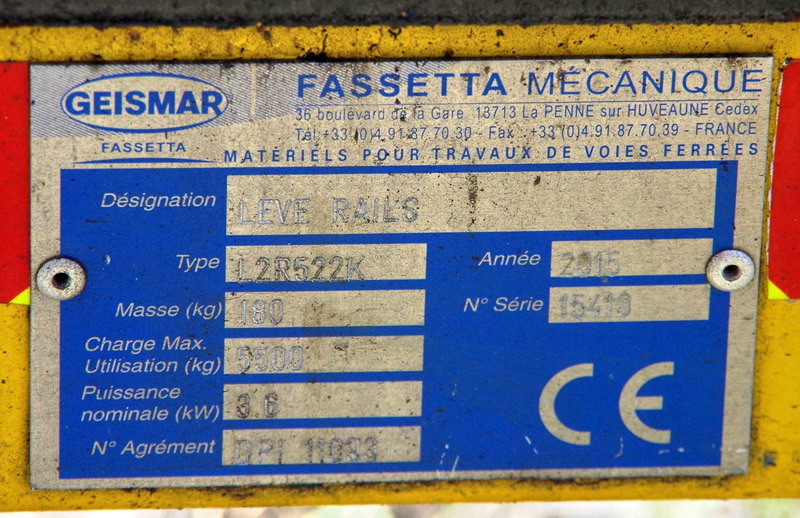 GEISMAR
FASSETTA
FASSETTA MÉCANIQUE
36 boulevard de la Gare 13713 La PENNE sur HUVEAUNE Cedex
Tél.+33 (0)4.91.87.70.30 - Fax : +33 (0)4.91.87.70.39 - FRANCE
MATÉRIELS POUR TRAVAUX DE VOIES FERRÉES
Désignation LEVE RAILS
Type L2R522K Année 2015
Masse (kg) 180 N° Série 15410
Charge Max.
Utilisation (kg) 5500
Puissance
nominale (kW) 3.6
N° Agrément DPI 11093
CE